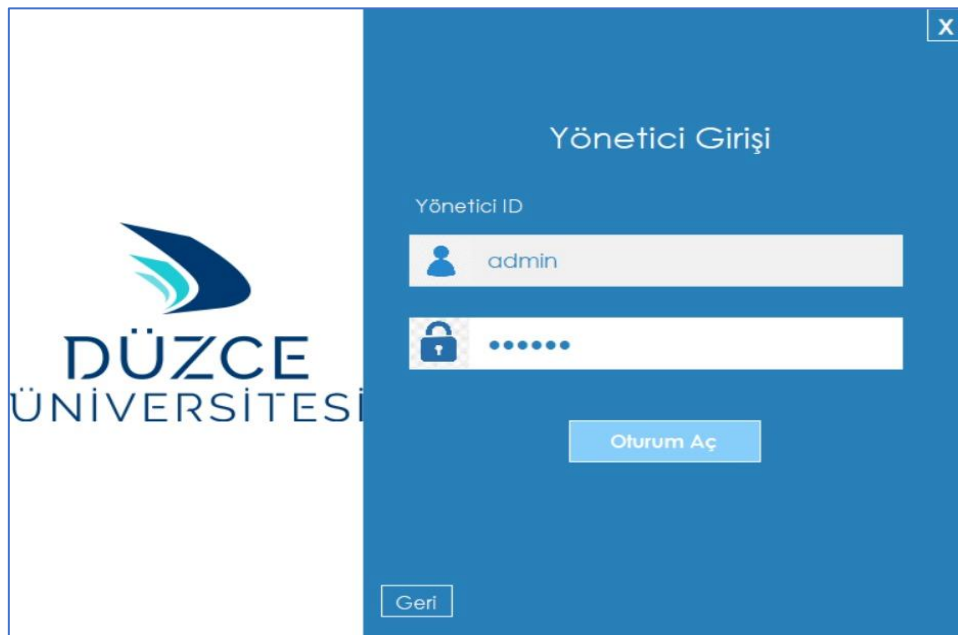 X
Yönetici Girişi
Yönetici ID
admin
••••••
DÜZCE
ÜNİVERSİTESİ
Oturum Aç
Geri